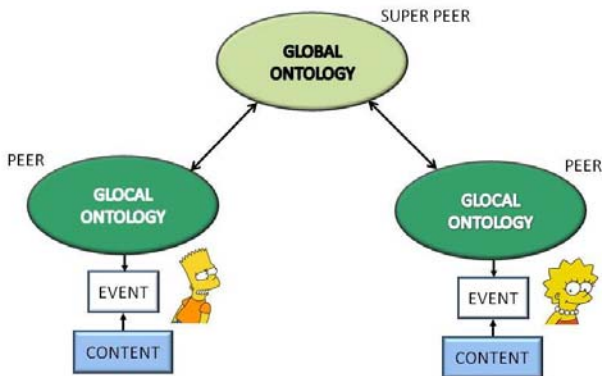 SUPER PEER
GLOBAL
ONTOLOGY
PEER
GLOCAL
ONTOLOGY
EVENT
CONTENT
PEER
GLOCAL
ONTOLOGY
EVENT
CONTENT